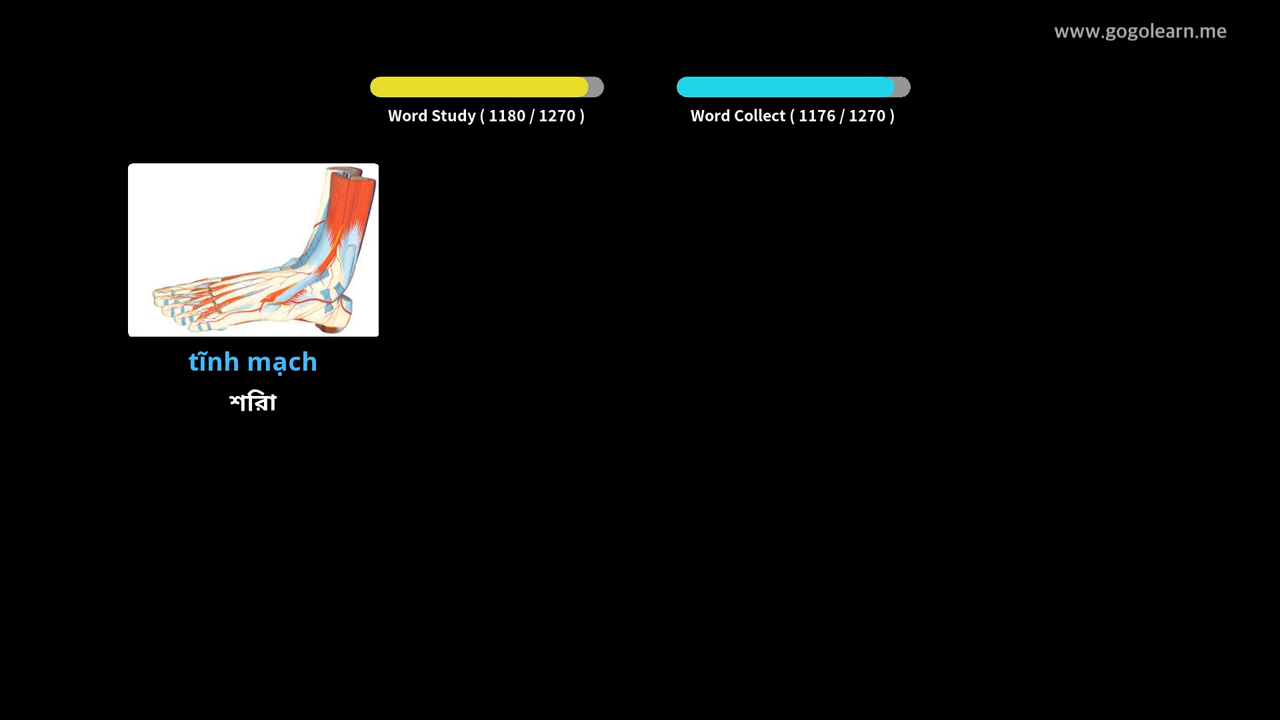 www.gogolearn.me
Word Study ( 1180 / 1270 )
Word Collect ( 1176 / 1270 )
tĩnh mạch
শিরা